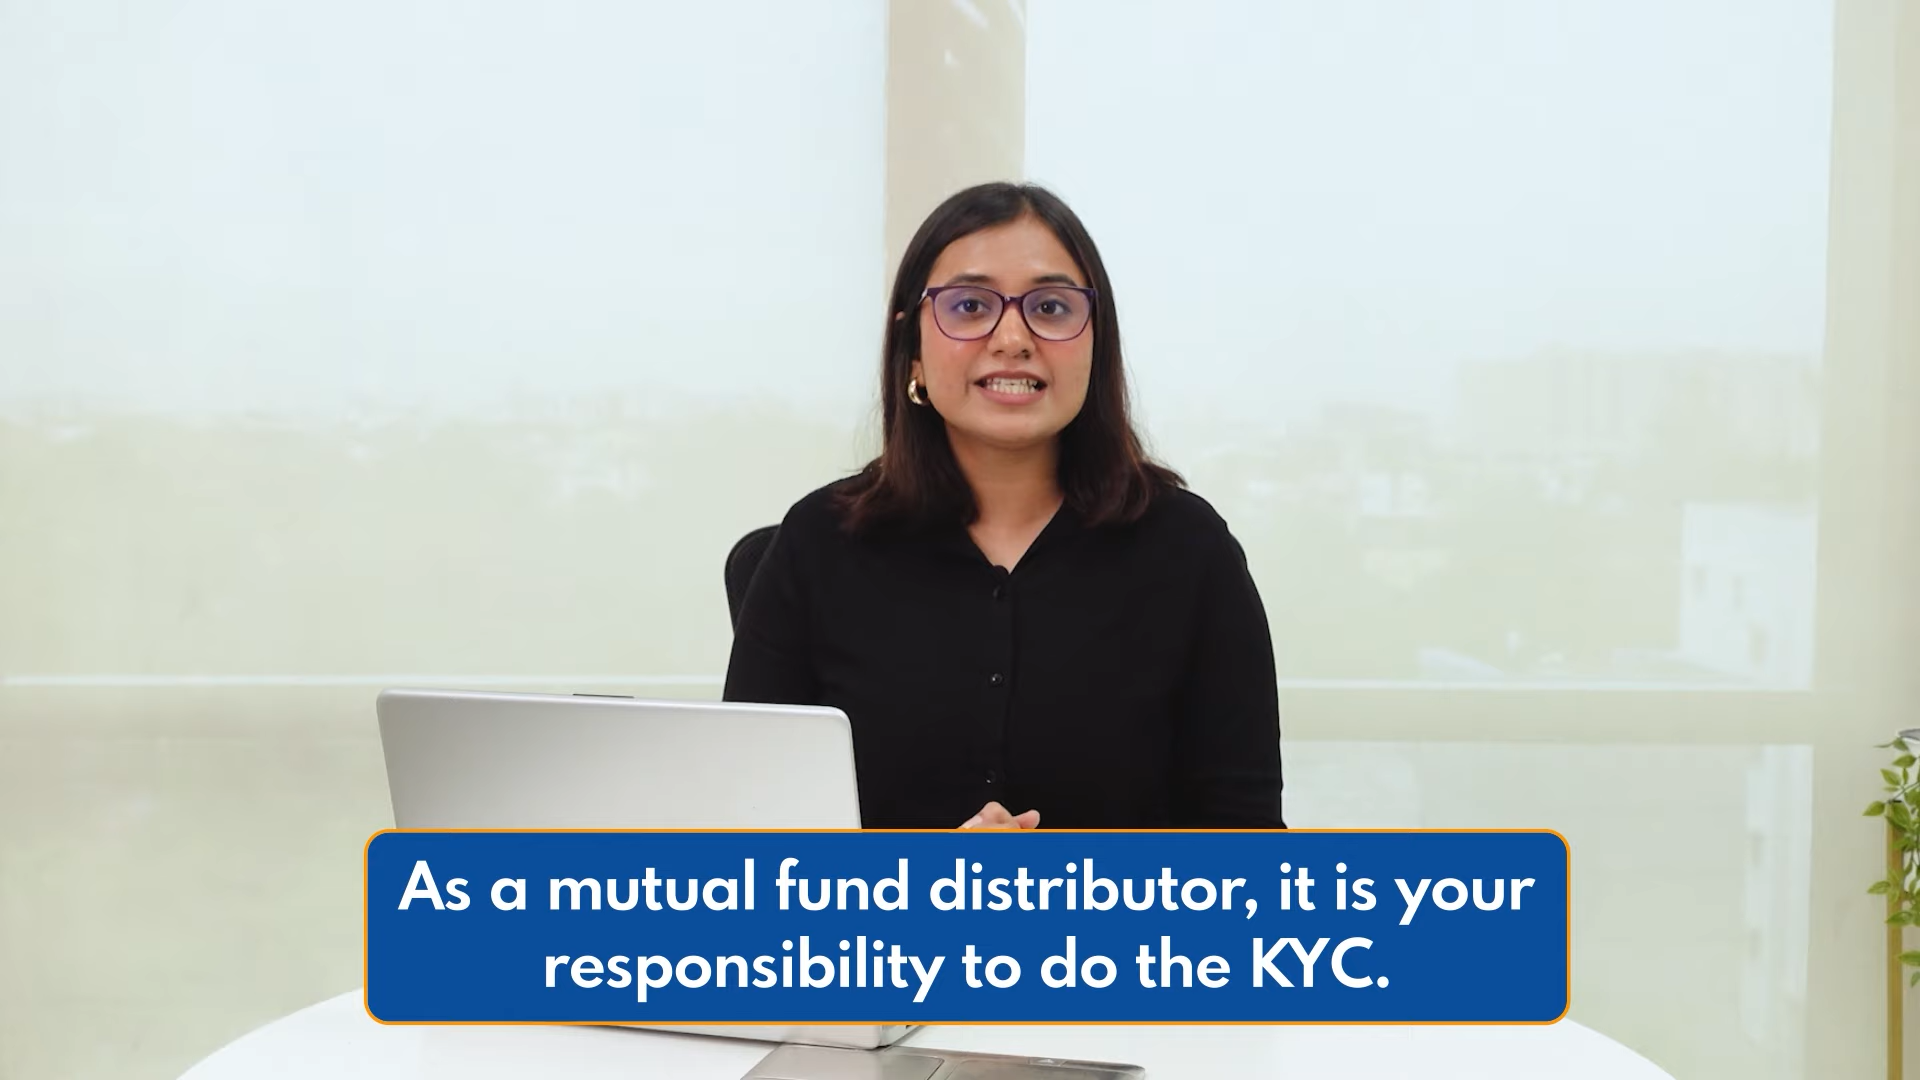 As a mutual fund distributor, it is your
responsibility to do the KYC.